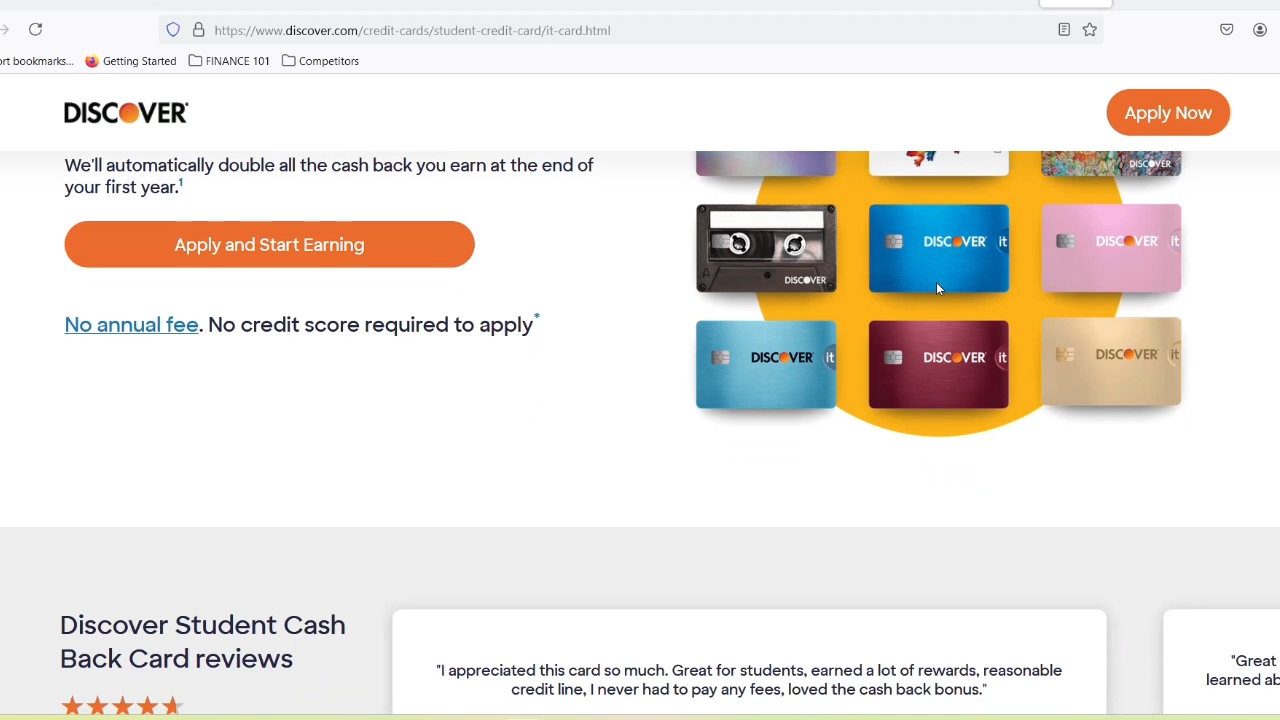 https://www.discover.com/credit-cards/student-credit-card/it-card.html
ort bookmarks... Getting Started FINANCE 101 Competitors
DISCOVER Apply Now
We'll automatically double all the cash back you earn at the end of
your first year.1
Apply and Start Earning
No annual fee. No credit score required to apply*
DISCOVER
DISCOVER DISCOVER it DISCOVER it
DISCOVER it DISCOVER it DISCOVER it
Discover Student Cash
Back Card reviews
"I appreciated this card so much. Great for students, earned a lot of rewards, reasonable
credit line, I never had to pay any fees, loved the cash back bonus."
"Great
learned ab